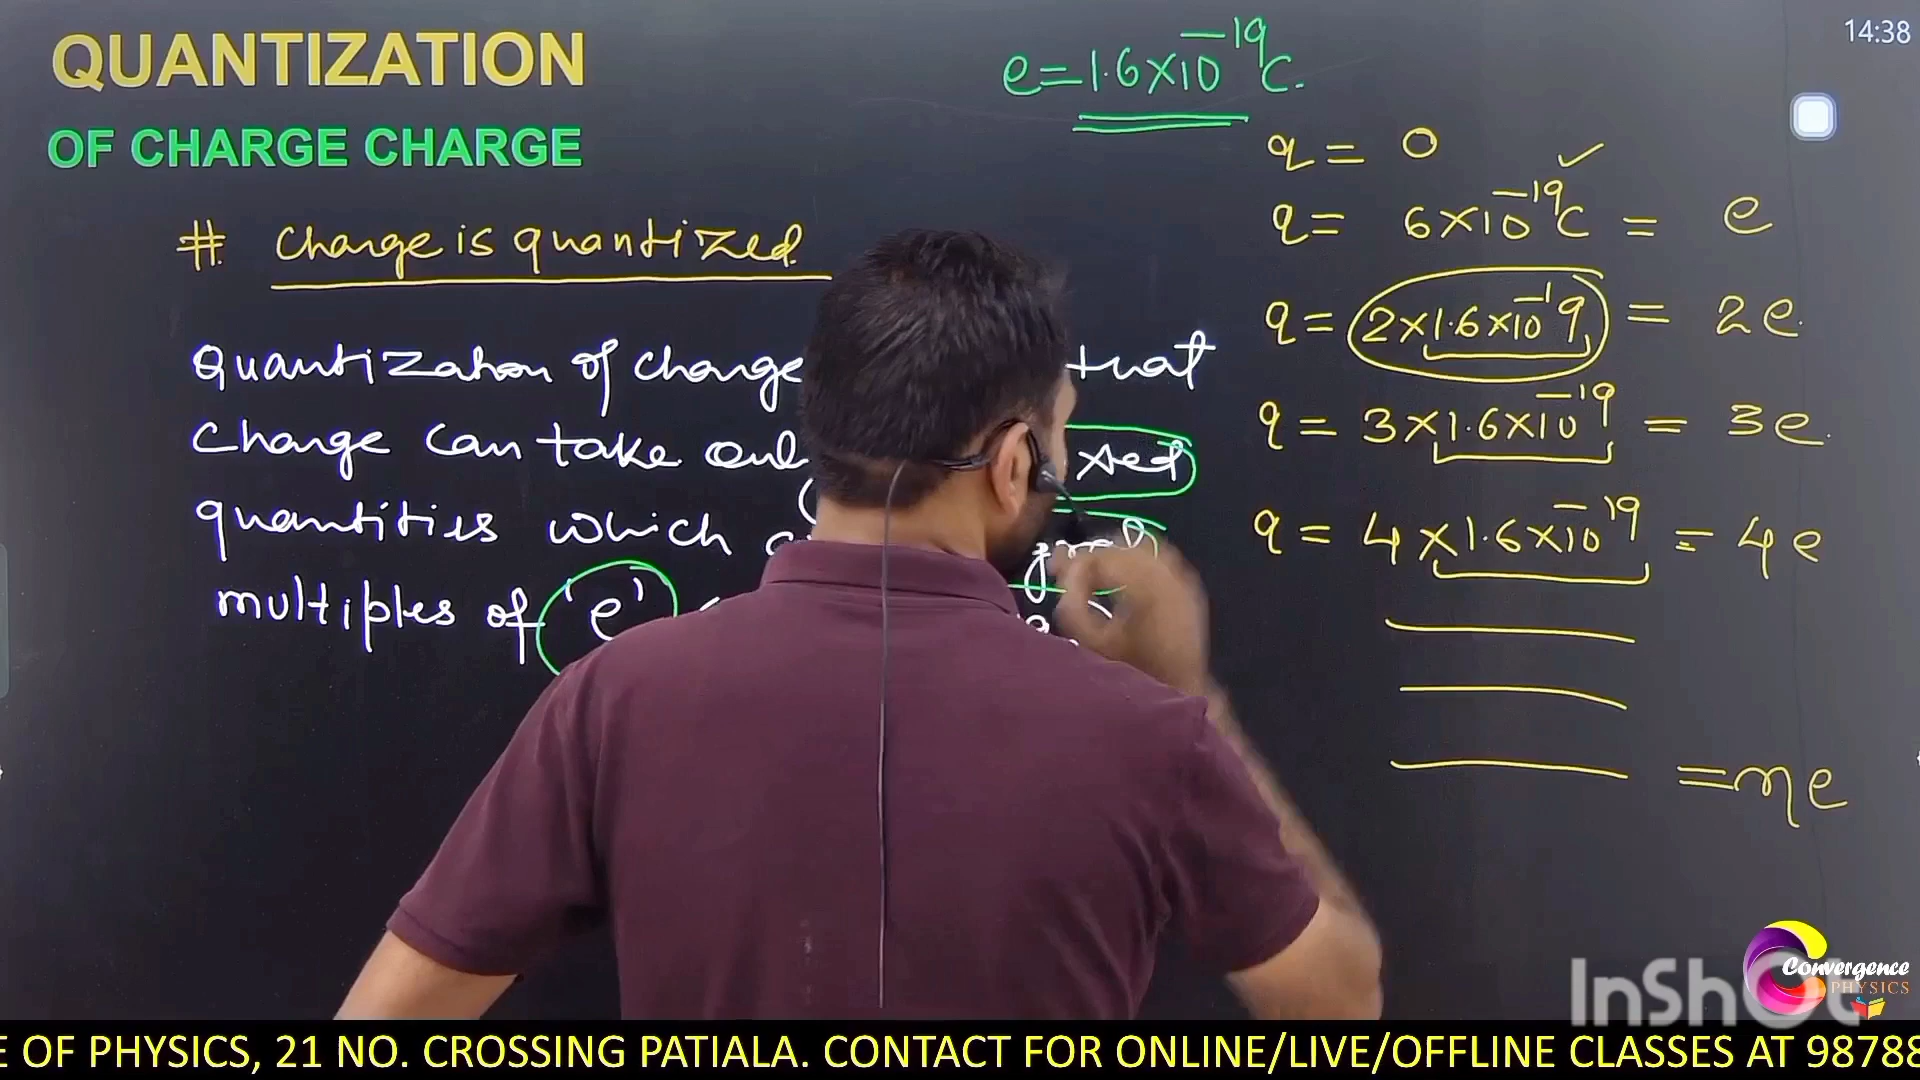 QUANTIZATION
OF CHARGE CHARGE
e=1.6×10⁻¹⁹C.
14:38
# Charge is quantized.
Quantization of charge that
Charge can take
quantities which
multiples of 'e'
q = 0
q = 6×10⁻¹⁹C = e
q = 2×1.6×10⁻¹⁹ = 2e.
q = 3×1.6×10⁻¹⁹ = 3e.
q = 4×1.6×10⁻¹⁹ = 4e
= ne
InShot
Convergence
PHYSICS
E OF PHYSICS, 21 NO. CROSSING PATIALA. CONTACT FOR ONLINE/LIVE/OFFLINE CLASSES AT 98788